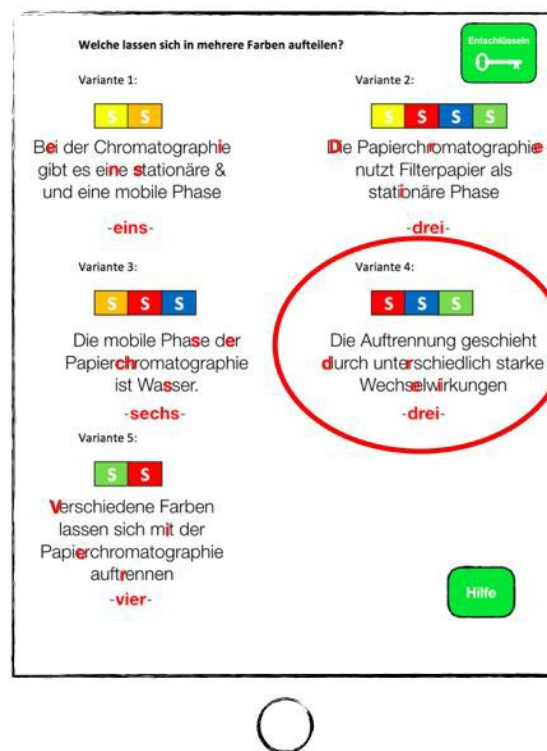 Welche lassen sich in mehrere Farben aufteilen?
Entschlüsseln
Variante 1:
S S
Bei der Chromatographie
gibt es eine stationäre &
und eine mobile Phase
-eins-
Variante 2:
S S S S
Die Papierchromatographie
nutzt Filterpapier als
stationäre Phase
-drei-
Variante 3:
S S S
Die mobile Phase der
Papierchromatographie
ist Wasser.
-sechs-
Variante 4:
S S S
Die Auftrennung geschieht
durch unterschiedlich starke
Wechselwirkungen
-drei-
Variante 5:
S S
Verschiedene Farben
lassen sich mit der
Papierchromatographie
auftrennen
-vier-
Hilfe